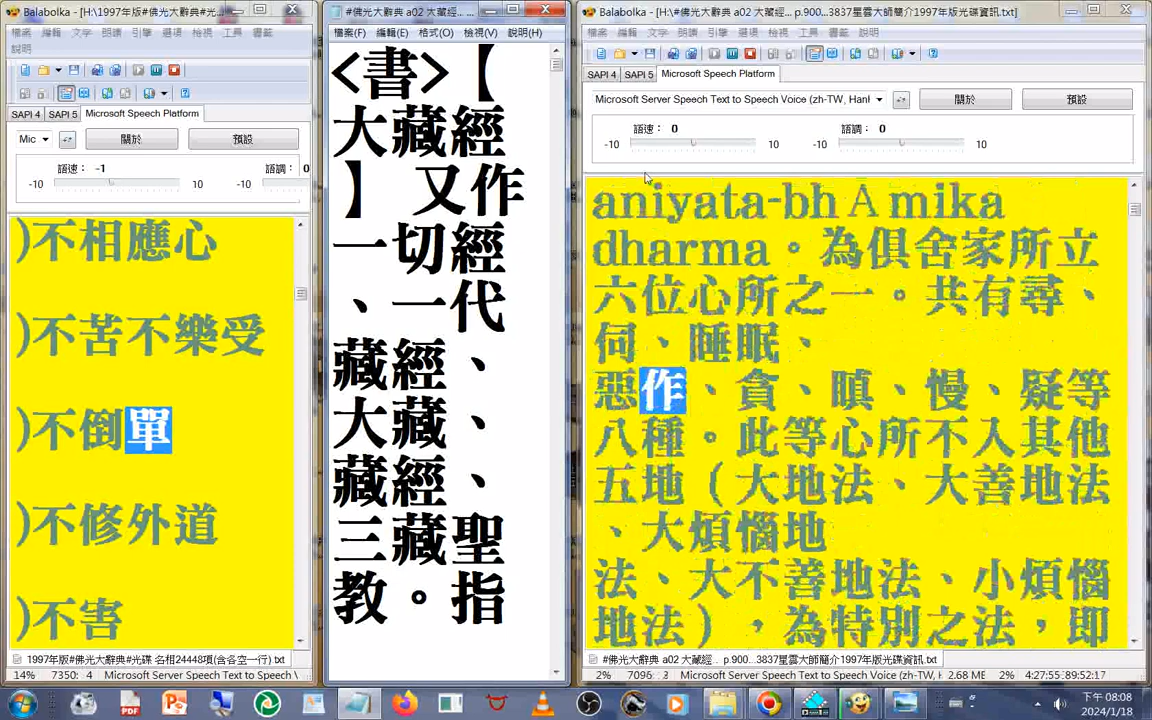 Balabolka - [H:\1997年版#佛光大辭典#光...
檔案 編輯 文字 朗讀 引擎 選項 檢視 工具 書籤
說明
SAPI 4 SAPI 5 Microsoft Speech Platform
Mic 關於 預設
語速： -1 語調： 0
-10 10 -10
)不相應心
)不苦不樂受
)不倒單
)不修外道
)不害
1997年版#佛光大辭典#光碟 名相24448項(含各空一行).txt
14% 7350: 4 Microsoft Server Speech Text to Speech \
#佛光大辭典 a02 大藏經... ...
檔案(F) 編輯(E) 格式(O) 檢視(V) 說明(H)
<書>【
大藏經
】 又作
一切經
、一代
藏經、
大藏、
藏經、
三藏聖
教。指
Balabolka - [H:\#佛光大辭典 a02 大藏經... p.900...3837星雲大師簡介1997年版光碟資訊.txt]
檔案 編輯 文字 朗讀 引擎 選項 檢視 工具 書籤 說明
SAPI 4 SAPI 5 Microsoft Speech Platform
Microsoft Server Speech Text to Speech Voice (zh-TW, Hanl 關於 預設
語速： 0 語調： 0
-10 10 -10 10
aniyata-bhAmika
dharma。為俱舍家所立
六位心所之一。共有尋、
伺、睡眠、
惡作、貪、瞋、慢、疑等
八種。此等心所不入其他
五地（大地法、大善地法
、大煩惱地
法、大不善地法、小煩惱
地法），為特別之法，即
#佛光大辭典 a02 大藏經... p.900...3837星雲大師簡介1997年版光碟資訊.txt
2% 7095: 3 Microsoft Server Speech Text to Speech Voice (zh-TW, H 2.68 ME 2% 4:27:55:89:52:17
PDF
下午 08:08
2024/1/18